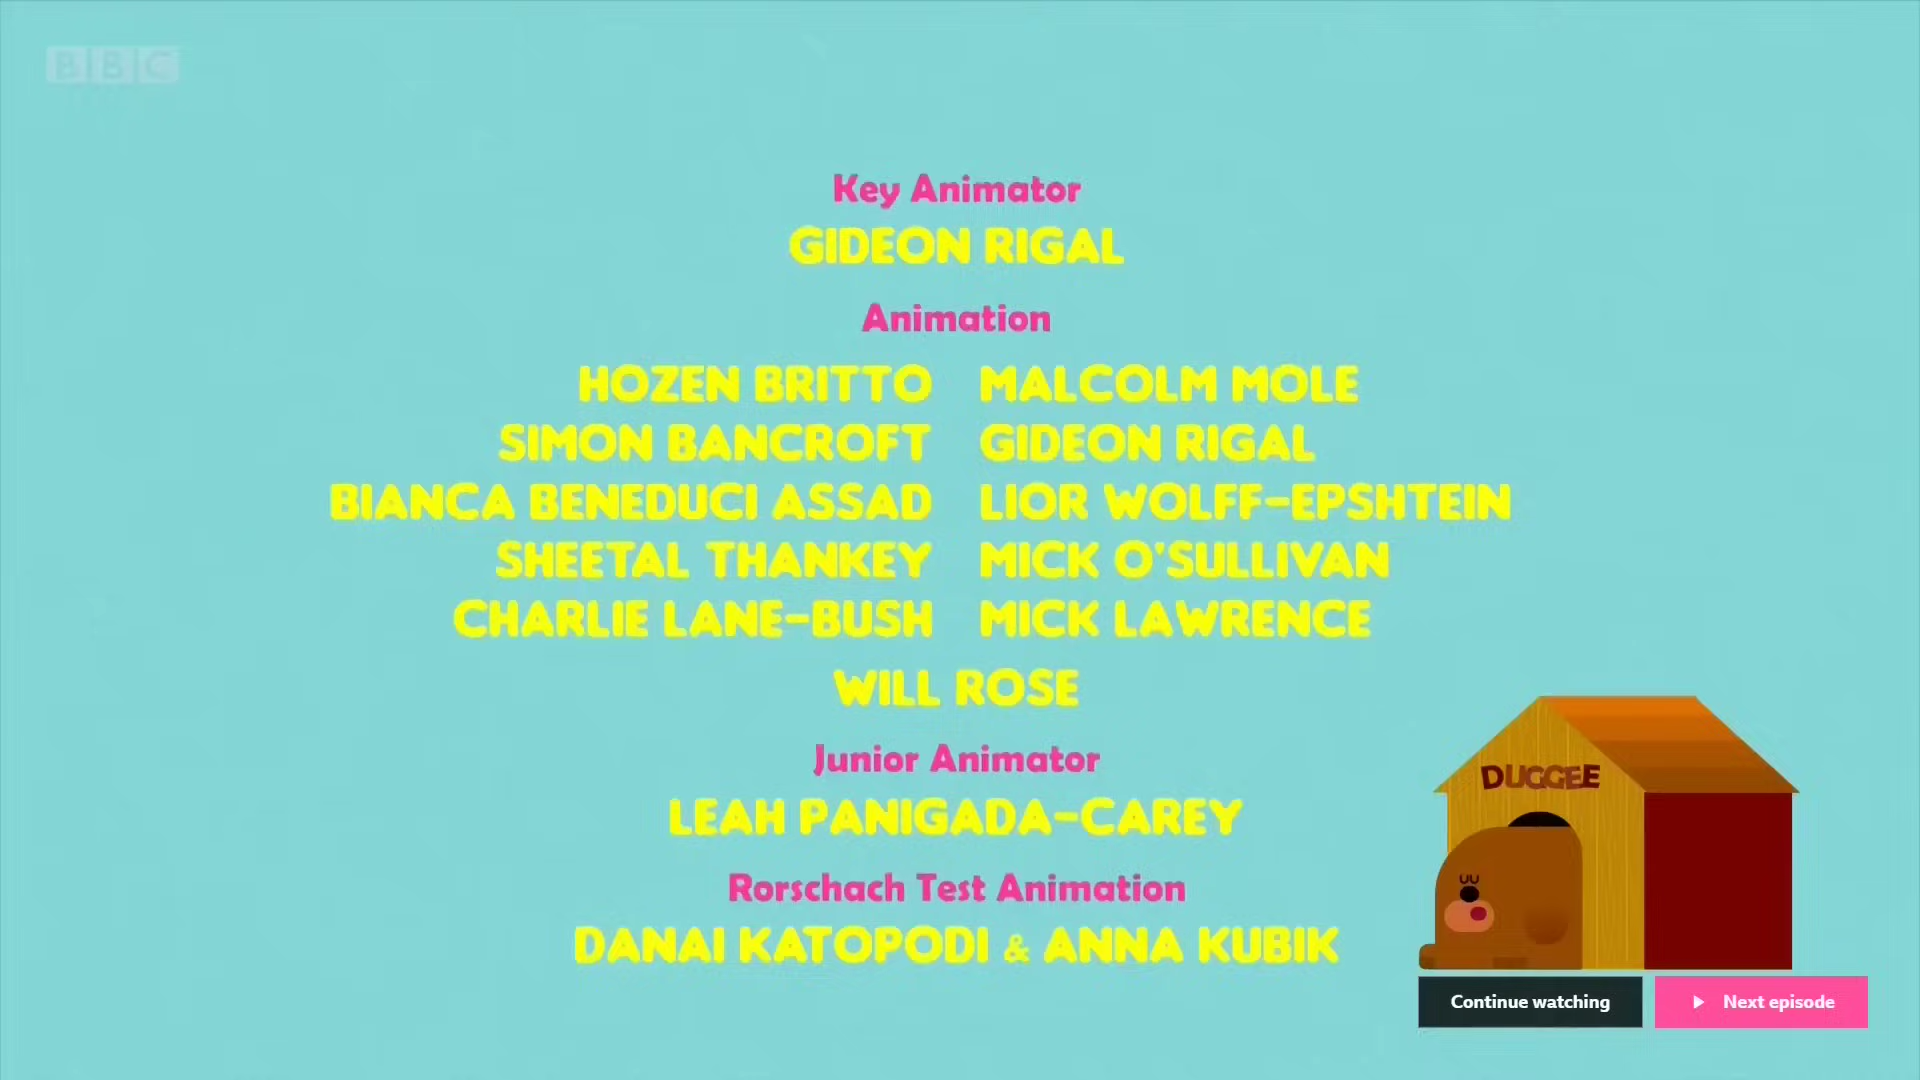 BBC
Key Animator
GIDEON RIGAL
Animation
HOZEN BRITTO MALCOLM MOLE
SIMON BANCROFT GIDEON RIGAL
BIANCA BENEDUCI ASSAD LIOR WOLFF-EPSHTEIN
SHEETAL THANKEY MICK O'SULLIVAN
CHARLIE LANE-BUSH MICK LAWRENCE
WILL ROSE
Junior Animator
LEAH PANIGADA-CAREY
DUGGEE
Rorschach Test Animation
DANAI KATOPODI & ANNA KUBIK
Continue watching
Next episode